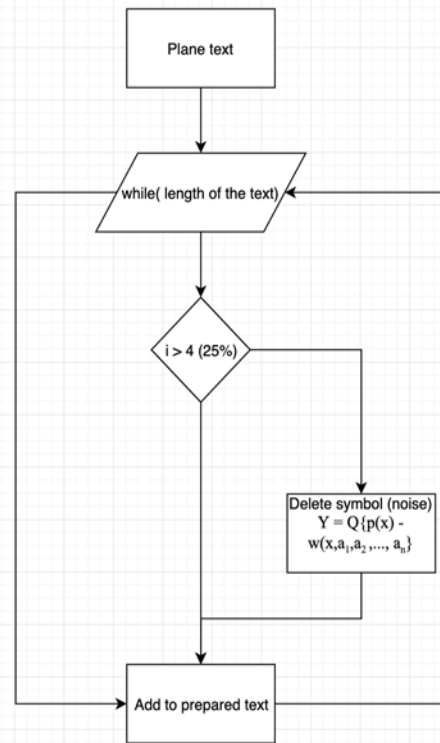 Plane text
while( length of the text)
i > 4 (25%)
Delete symbol (noise)
Y = Q{p(x) -
w(x,a₁,a₂,..., aₙ}
Add to prepared text